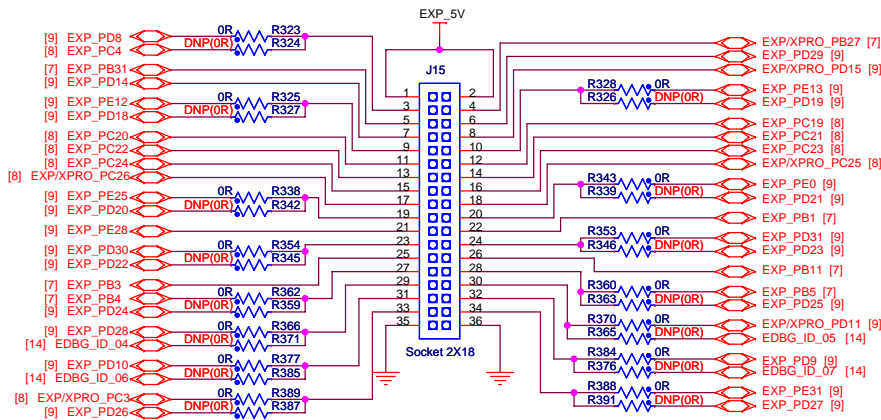 EXP_5V
J15
[9] EXP_PD8 0R R323
[8] EXP_PC4 DNP(0R) R324
[7] EXP_PB31
[9] EXP_PD14
[9] EXP_PE12 0R R325
[9] EXP_PD18 DNP(0R) R327
[8] EXP_PC20
[8] EXP_PC22
[8] EXP_PC24
[8] EXP/XPRO_PC26
[9] EXP_PE25 0R R338
[9] EXP_PD20 DNP(0R) R342
[9] EXP_PE28
[9] EXP_PD30 0R R354
[9] EXP_PD22 DNP(0R) R345
[7] EXP_PB3
[7] EXP_PB4 0R R362
[9] EXP_PD24 DNP(0R) R359
[9] EXP_PD28 0R R366
[14] EDBG_ID_04 DNP(0R) R371
[9] EXP_PD10 0R R377
[14] EDBG_ID_06 DNP(0R) R385
[8] EXP/XPRO_PC3 0R R389
[9] EXP_PD26 DNP(0R) R387
1 2
3 4
5 6
7 8
9 10
11 12
13 14
15 16
17 18
19 20
21 22
23 24
25 26
27 28
29 30
31 32
33 34
35 36
Socket 2X18
EXP/XPRO_PB27 [7]
EXP_PD29 [9]
EXP/XPRO_PD15 [9]
R328 0R EXP_PE13 [9]
R326 DNP(0R) EXP_PD19 [9]
EXP_PC19 [8]
EXP_PC21 [8]
EXP_PC23 [8]
EXP/XPRO_PC25 [8]
R343 0R EXP_PE0 [9]
R339 DNP(0R) EXP_PD21 [9]
EXP_PB1 [7]
R353 0R EXP_PD31 [9]
R346 DNP(0R) EXP_PD23 [9]
EXP_PB11 [7]
R360 0R EXP_PB5 [7]
R363 DNP(0R) EXP_PD25 [9]
R370 0R EXP/XPRO_PD11 [9]
R365 DNP(0R) EDBG_ID_05 [14]
R384 0R EXP_PD9 [9]
R376 DNP(0R) EDBG_ID_07 [14]
R388 0R EXP_PE31 [9]
R391 DNP(0R) EXP_PD27 [9]